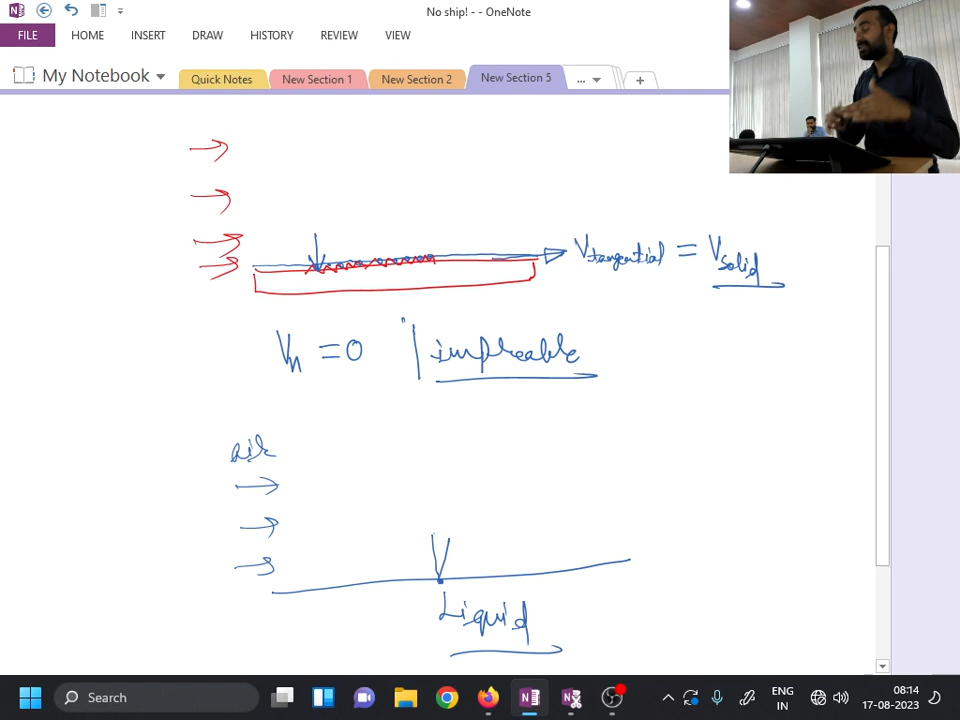 No ship! - - OneNote
FILE HOME INSERT DRAW HISTORY REVIEW VIEW
My Notebook Quick Notes New Section 1 New Section 2 New Section 5 ... +
Vtangential = Vsolid
Vn = 0 | impreable
air
Liquid
Search
ENG
IN
08:14
17-08-2023